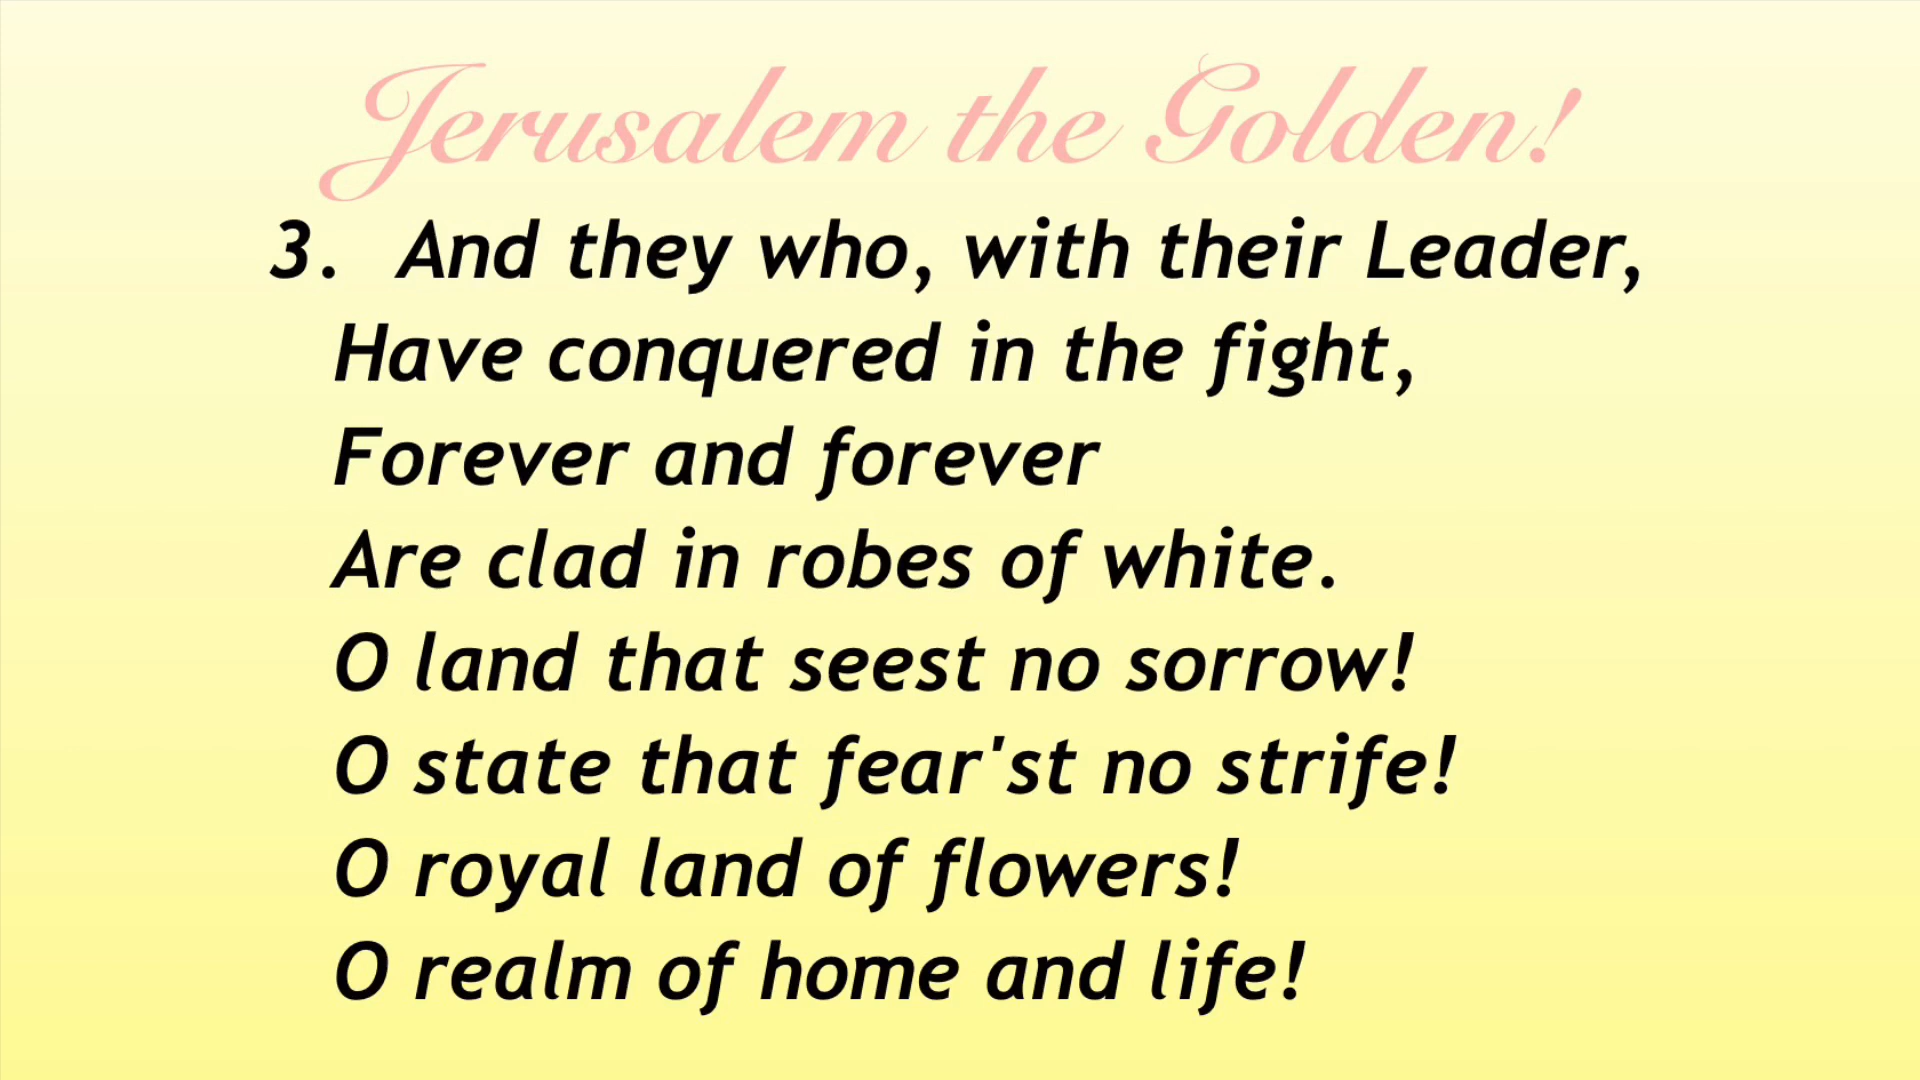 Jerusalem the Golden!
3. And they who, with their Leader,
Have conquered in the fight,
Forever and forever
Are clad in robes of white.
O land that seest no sorrow!
O state that fear'st no strife!
O royal land of flowers!
O realm of home and life!